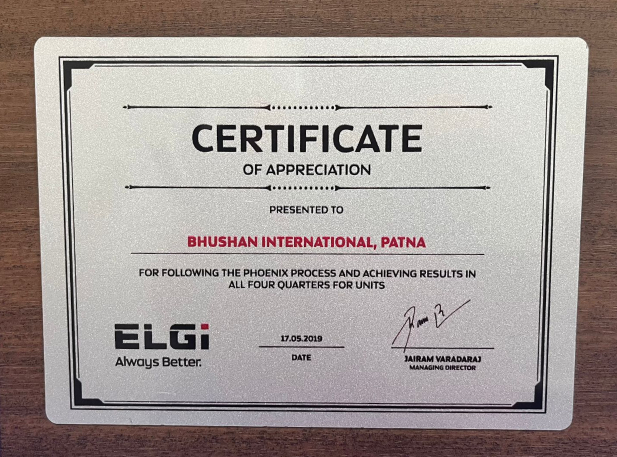 CERTIFICATE
OF APPRECIATION
PRESENTED TO
BHUSHAN INTERNATIONAL, PATNA
FOR FOLLOWING THE PHOENIX PROCESS AND ACHIEVING RESULTS IN
ALL FOUR QUARTERS FOR UNITS
ELGi
Always Better.
17.05.2019
DATE
JAIRAM VARADARAJ
MANAGING DIRECTOR